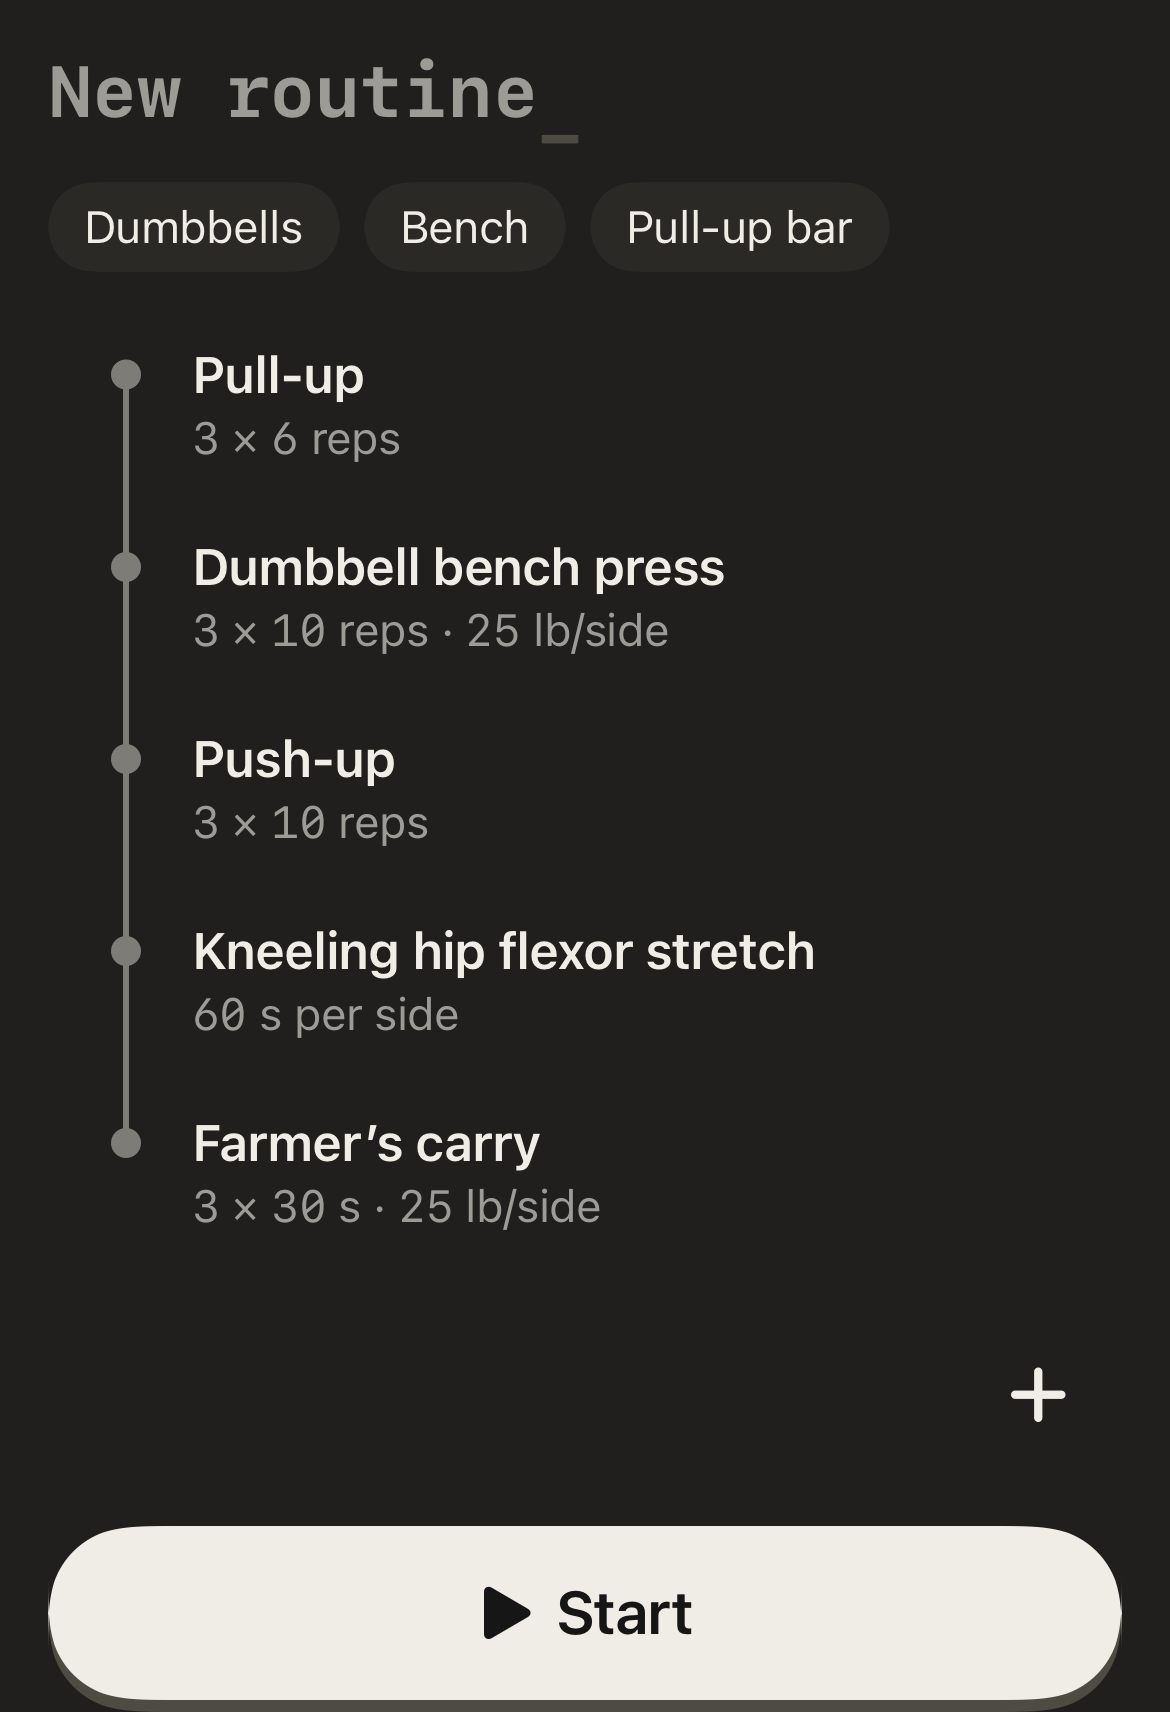 New routine_
Dumbbells
Bench
Pull-up bar
Pull-up
3 × 6 reps
Dumbbell bench press
3 × 10 reps · 25 lb/side
Push-up
3 × 10 reps
Kneeling hip flexor stretch
60 s per side
Farmer’s carry
3 × 30 s · 25 lb/side
Start